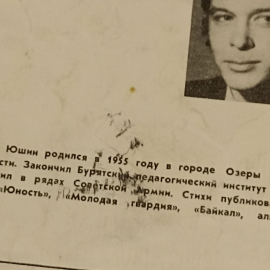 Юшин родился в 1955 году в городе Озеры
сти. Закончил Бурятский педагогический институт
ил в рядах Советской Армии. Стихи публиков
«Юность», «Молодая гвардия», «Байкал», ал